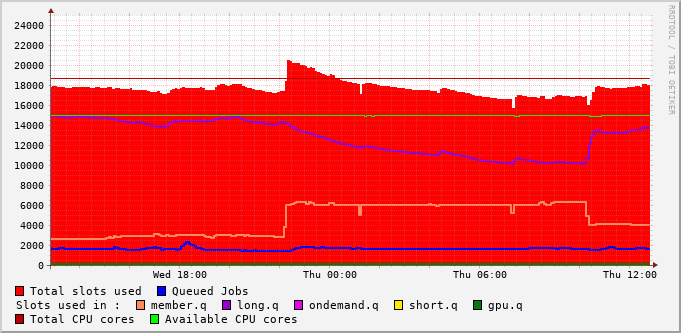 RRDTOOL / TOBI OETIKER
24000
22000
20000
18000
16000
14000
12000
10000
8000
6000
4000
2000
0
Wed 18:00 Thu 00:00 Thu 06:00 Thu 12:00
Total slots used Queued Jobs
Slots used in : member.q long.q ondemand.q short.q gpu.q
Total CPU cores Available CPU cores